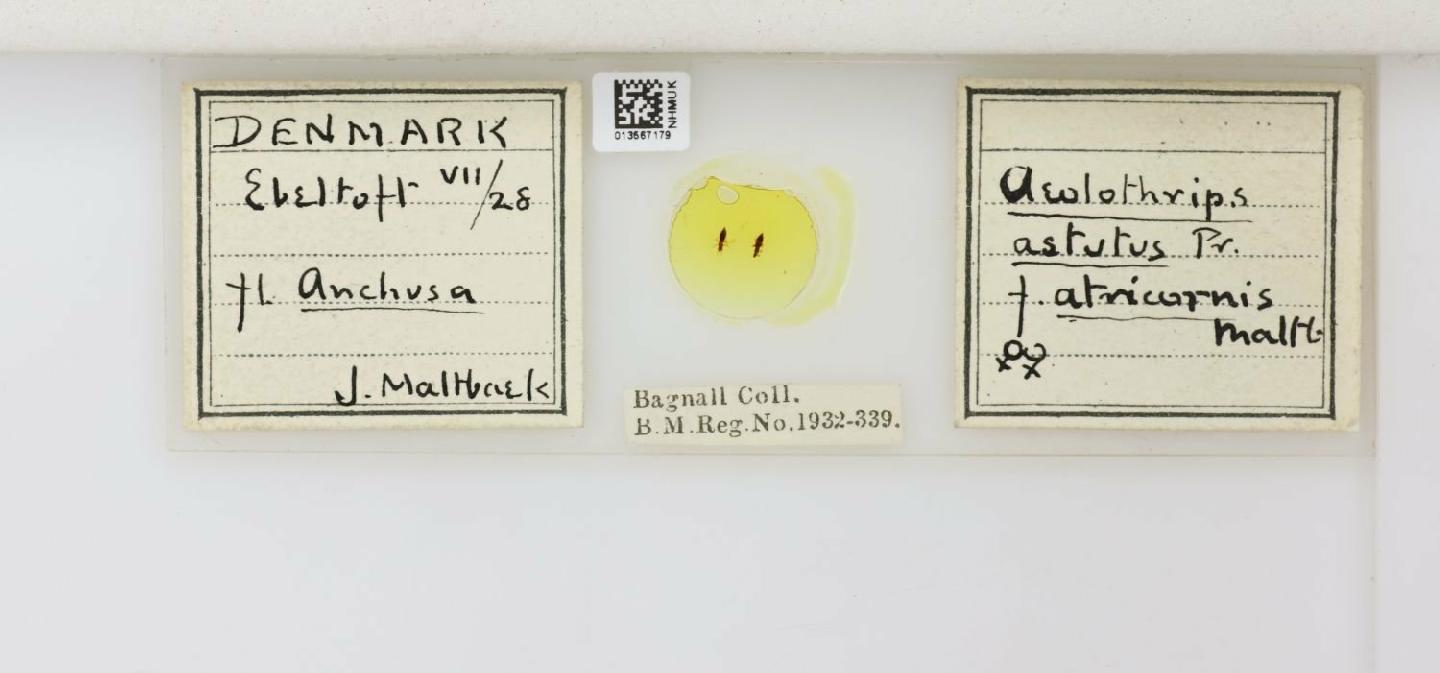 DENMARK
Ebeltoft VII/28
fl. Anchusa
J. Maltbaek
NHMUK
013567179
Bagnall Coll.
B.M.Reg.No.1932-339.
Aeolothrips
astutus Pr.
f. atricornis
Maltb.
♀♀